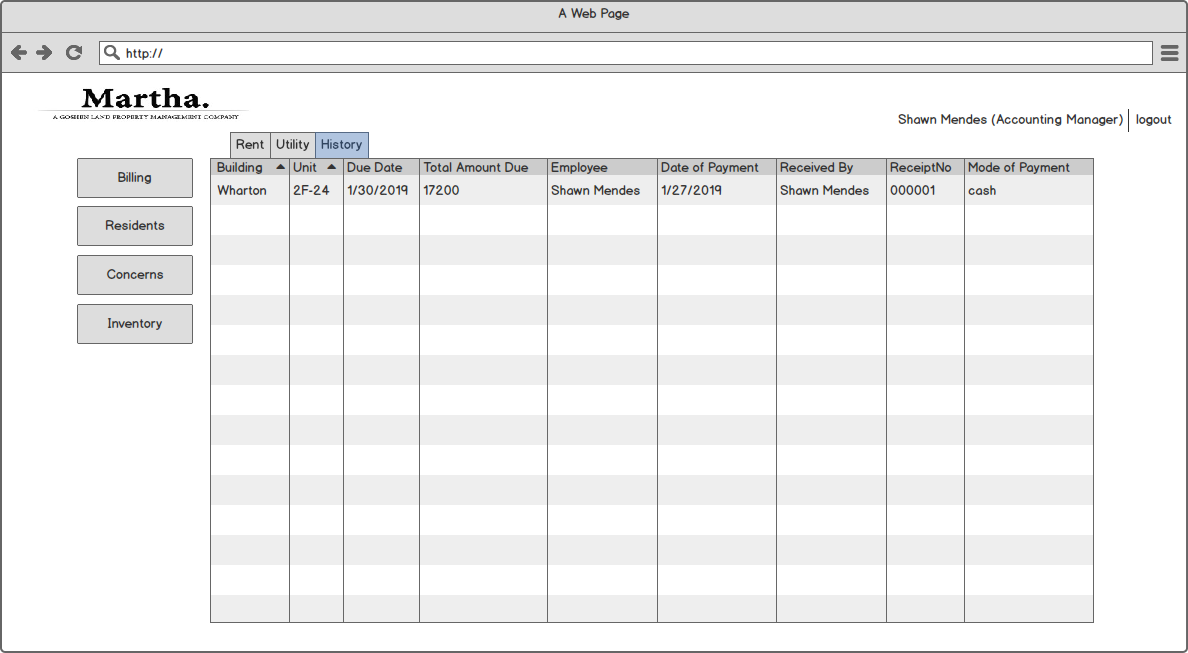 A Web Page
http://
Martha.
A GOSHEN LAND PROPERTY MANAGEMENT COMPANY
Shawn Mendes (Accounting Manager) logout
Rent Utility History
Billing
Residents
Concerns
Inventory
Building Unit Due Date Total Amount Due Employee Date of Payment Received By ReceiptNo Mode of Payment
Wharton 2F-24 1/30/2019 17200 Shawn Mendes 1/27/2019 Shawn Mendes 000001 cash